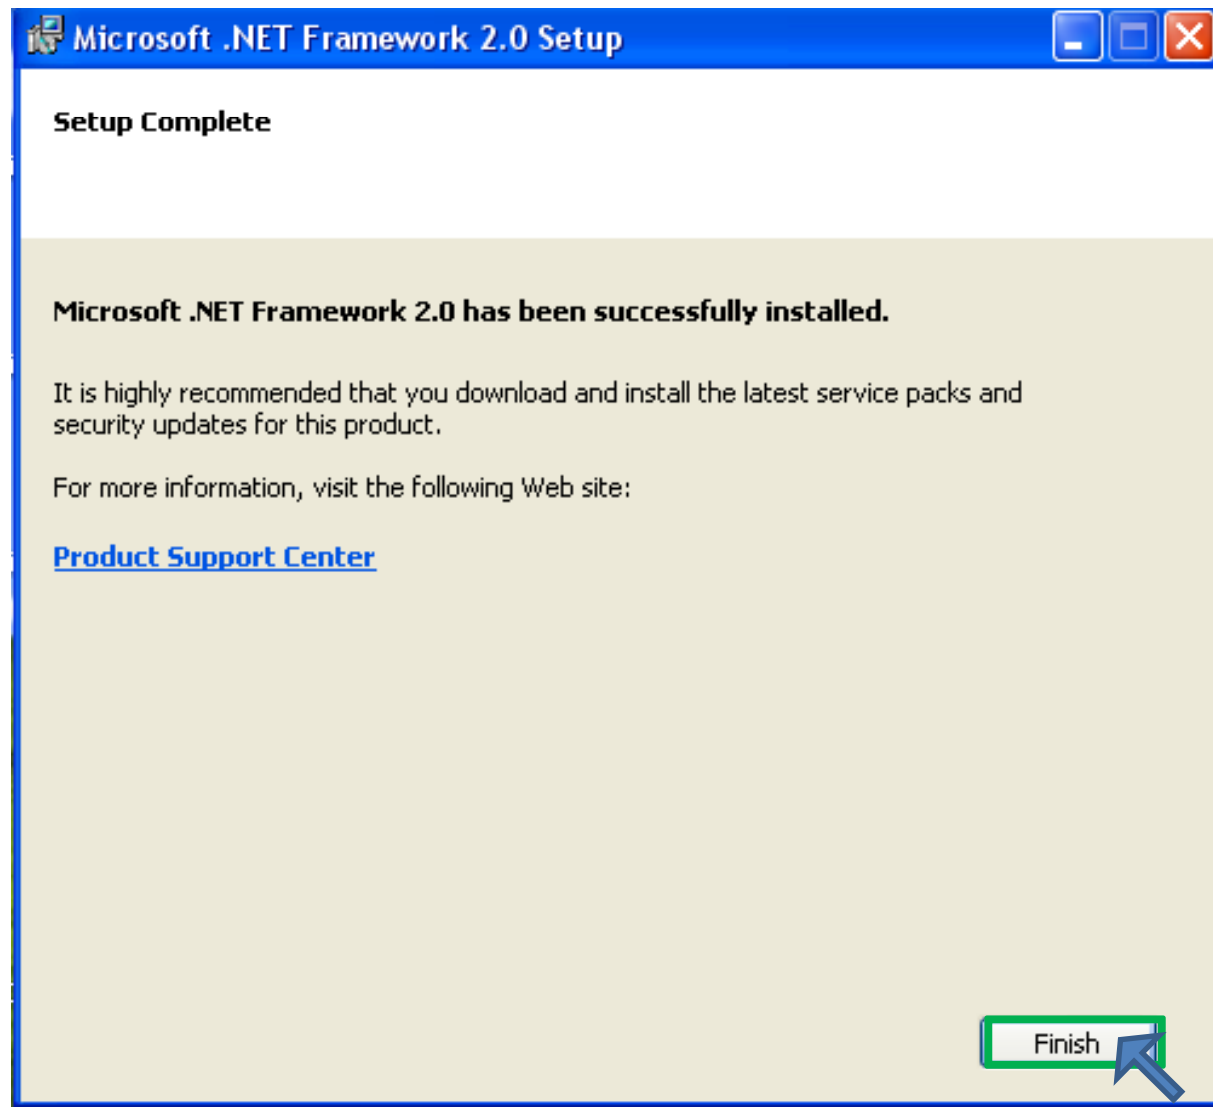 Microsoft .NET Framework 2.0 Setup
Setup Complete
Microsoft .NET Framework 2.0 has been successfully installed.
It is highly recommended that you download and install the latest service packs and
security updates for this product.
For more information, visit the following Web site:
Product Support Center
Finish